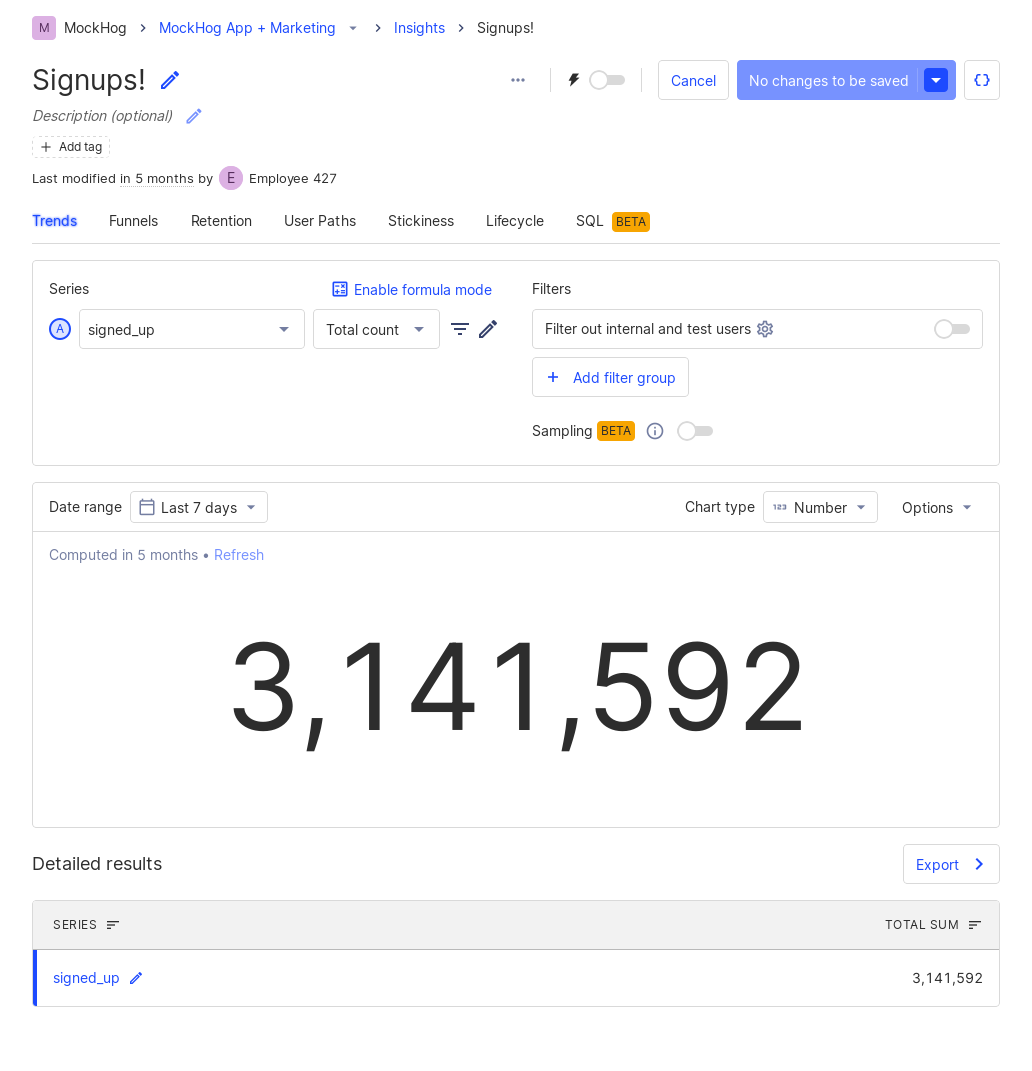 M MockHog > MockHog App + Marketing > Insights > Signups!
Signups!
Cancel
No changes to be saved
Description (optional)
+ Add tag
Last modified in 5 months by E Employee 427
Trends Funnels Retention User Paths Stickiness Lifecycle SQL BETA
Series
Enable formula mode
A signed_up
Total count
Filters
Filter out internal and test users
+ Add filter group
Sampling BETA
Date range Last 7 days
Chart type 123 Number Options
Computed in 5 months • Refresh
3,141,592
Detailed results
Export
SERIES TOTAL SUM
signed_up 3,141,592